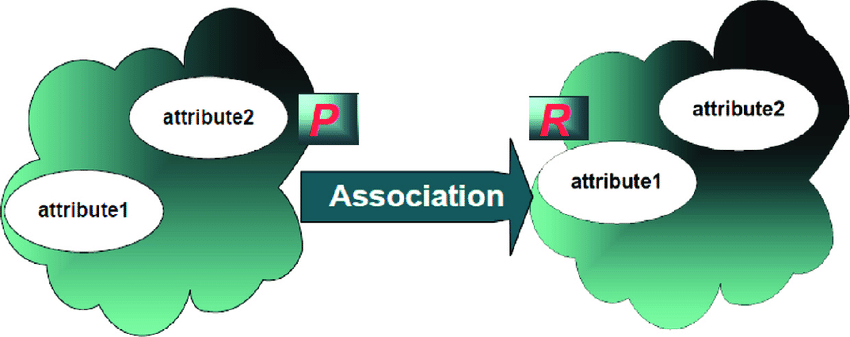 attribute2
attribute1
P
Association
R
attribute2
attribute1